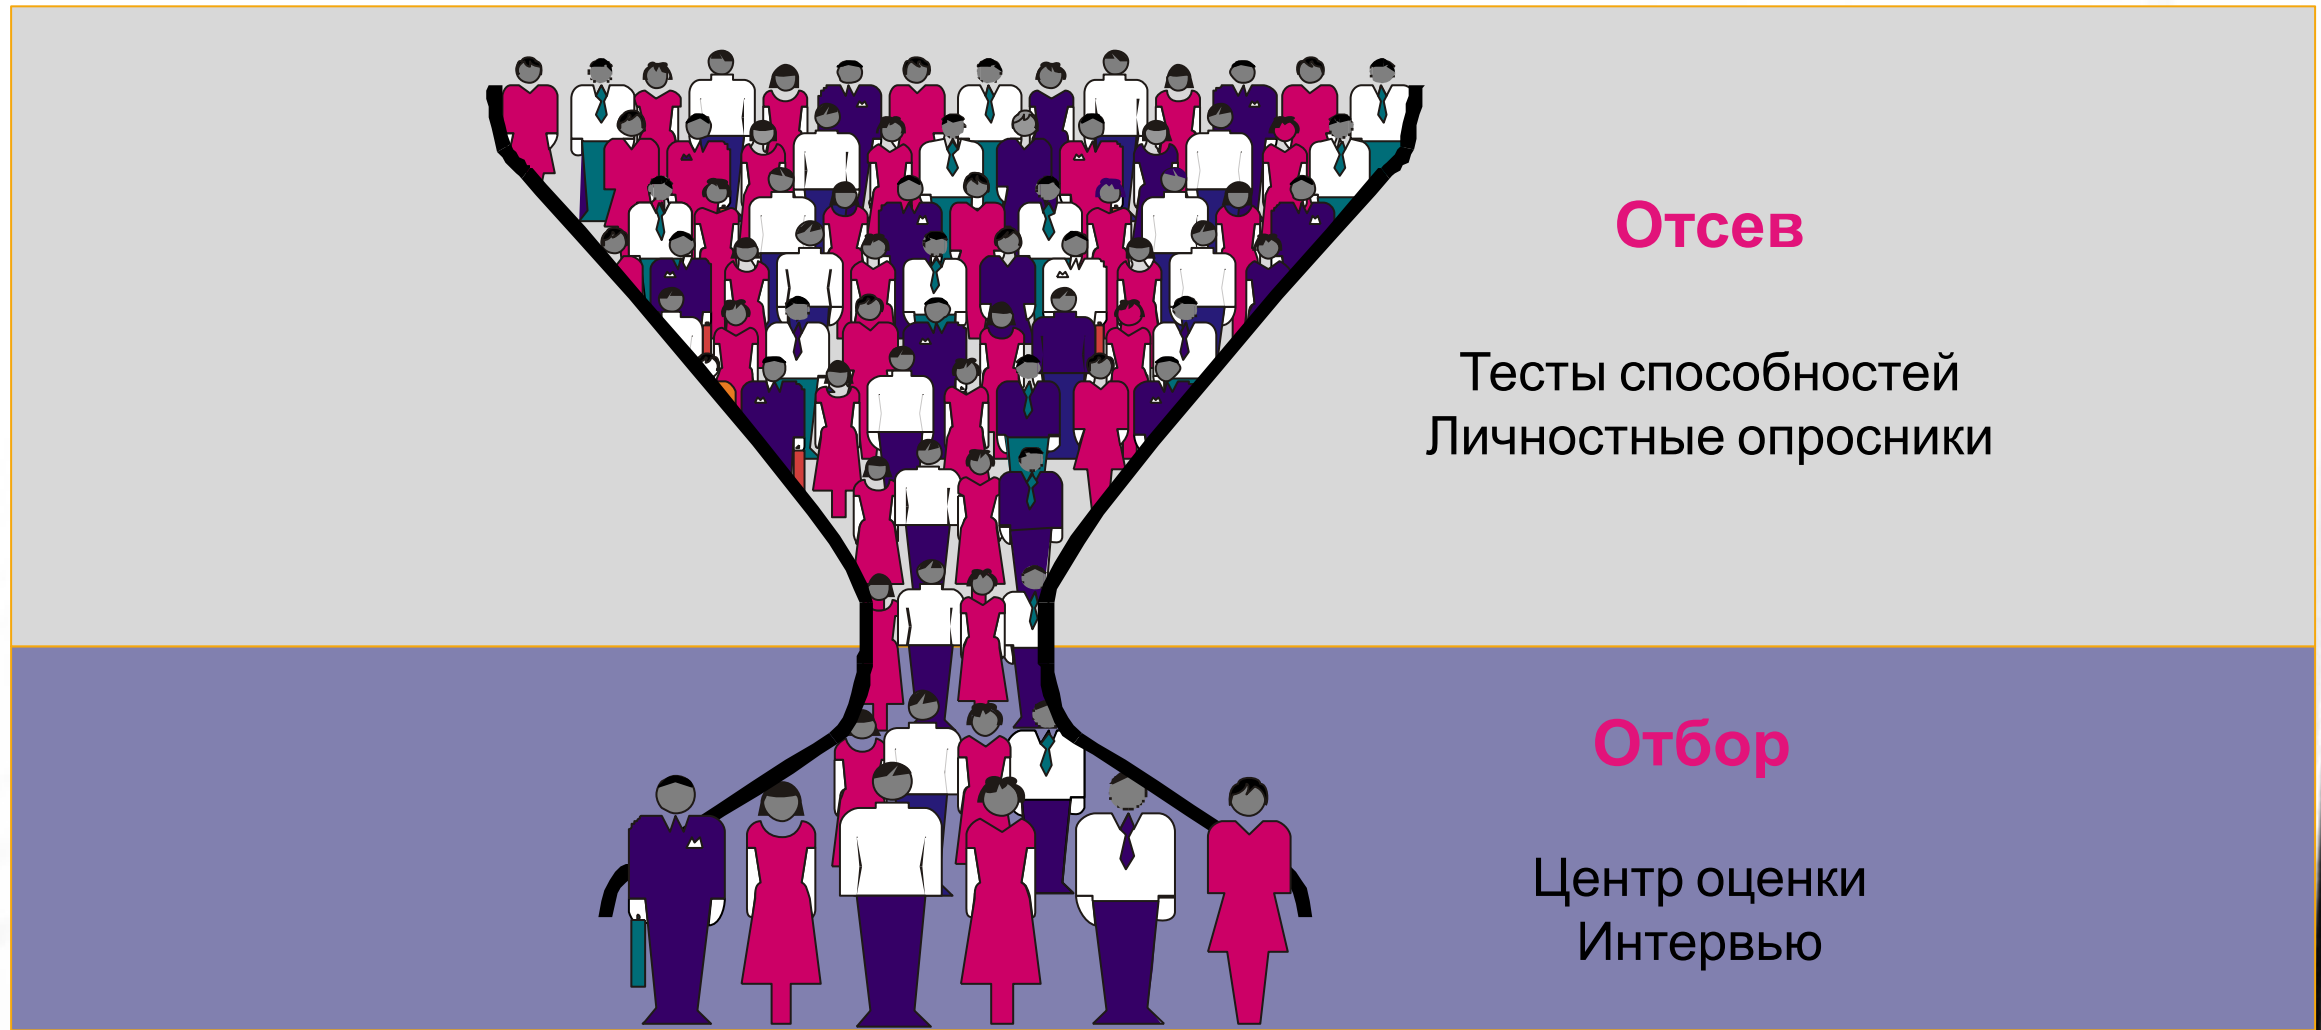 Отсев
Тесты способностей
Личностные опросники
Отбор
Центр оценки
Интервью